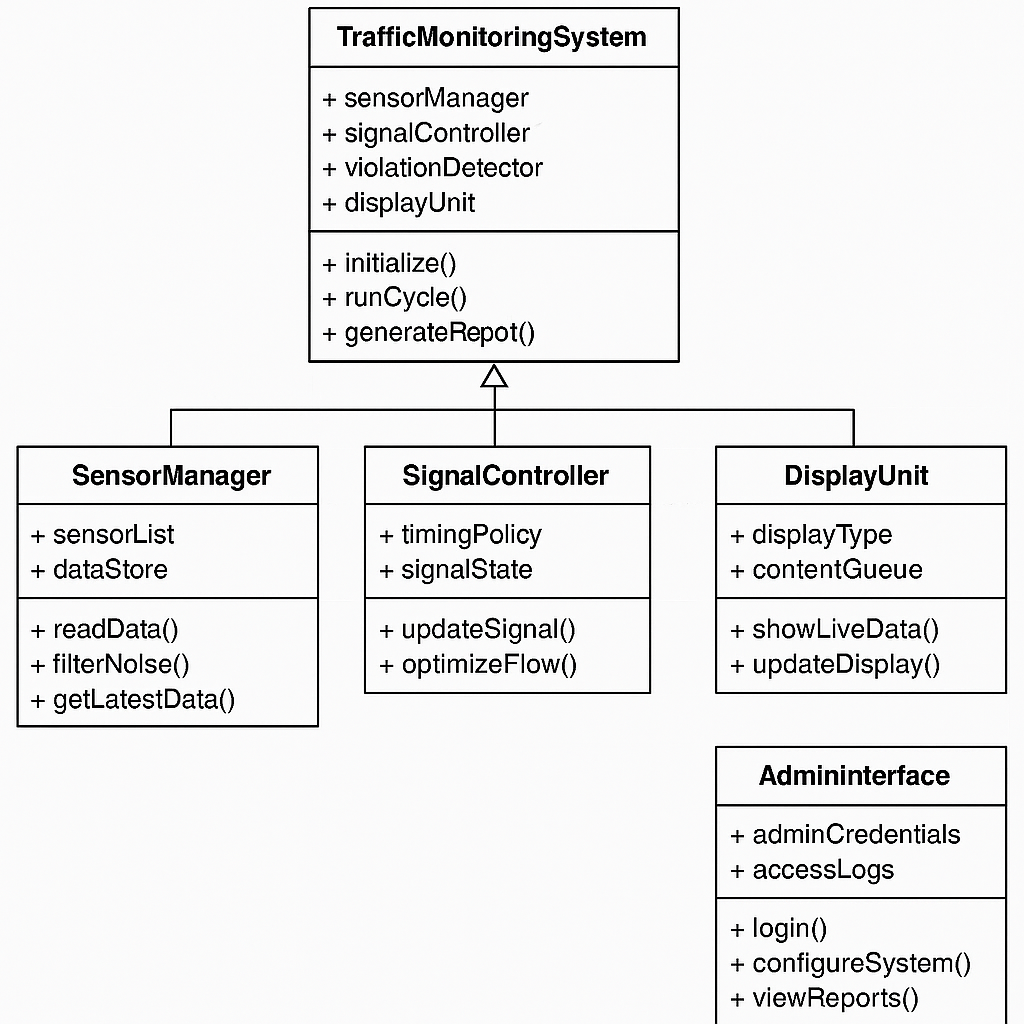 TrafficMonitoringSystem
+ sensorManager
+ signalController
+ violationDetector
+ displayUnit
+ initialize()
+ runCycle()
+ generateRepot()
SensorManager
+ sensorList
+ dataStore
+ readData()
+ filterNolse()
+ getLatestData()
SignalController
+ timingPolicy
+ signalState
+ updateSignal()
+ optimizeFlow()
DisplayUnit
+ displayType
+ contentGueue
+ showLiveData()
+ updateDisplay()
Admininterface
+ adminCredentials
+ accessLogs
+ login()
+ configureSystem()
+ viewReports()